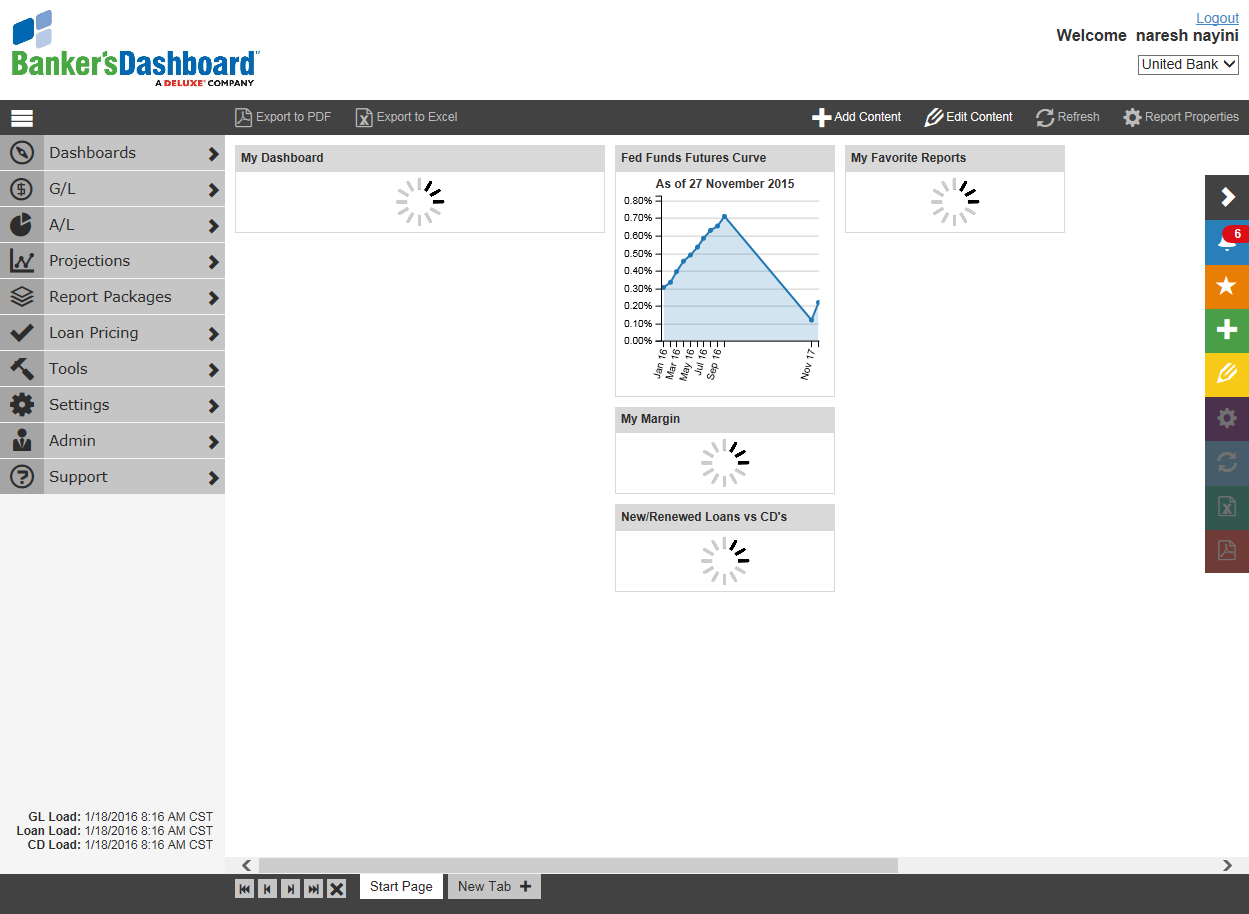 Logout
Welcome naresh nayini
United Bank
Banker'sDashboard™
A DELUXE® COMPANY
Export to PDF
Export to Excel
Add Content
Edit Content
Refresh
Report Properties
Dashboards
G/L
A/L
Projections
Report Packages
Loan Pricing
Tools
Settings
Admin
Support
GL Load: 1/18/2016 8:16 AM CST
Loan Load: 1/18/2016 8:16 AM CST
CD Load: 1/18/2016 8:16 AM CST
My Dashboard
Fed Funds Futures Curve
As of 27 November 2015
0.80%
0.70%
0.60%
0.50%
0.40%
0.30%
0.20%
0.10%
0.00%
Jan 16
Mar 16
May 16
Jul 16
Sep 16
Nov 17
My Margin
New/Renewed Loans vs CD's
My Favorite Reports
6
Start Page
New Tab